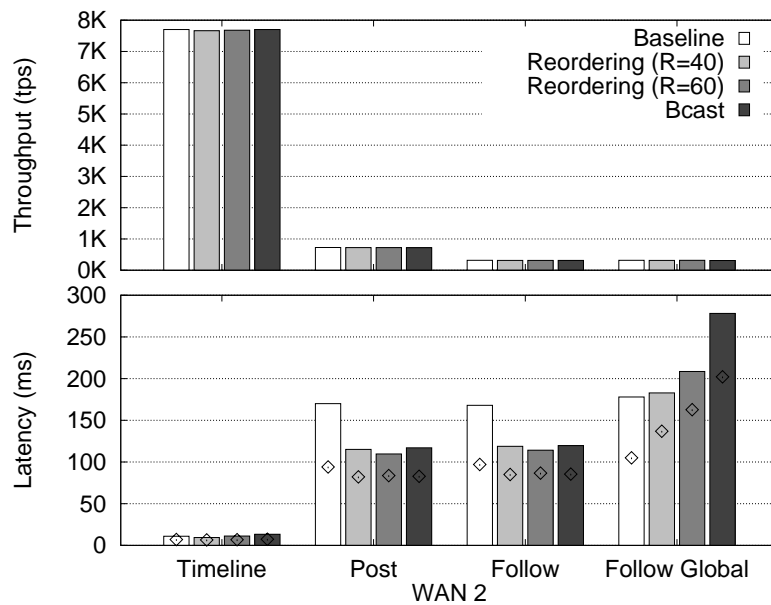 8K
7K
6K
5K
4K
3K
2K
1K
0K
Throughput (tps)
Baseline
Reordering (R=40)
Reordering (R=60)
Bcast
300
250
200
150
100
50
0
Latency (ms)
Timeline Post Follow Follow Global
WAN 2